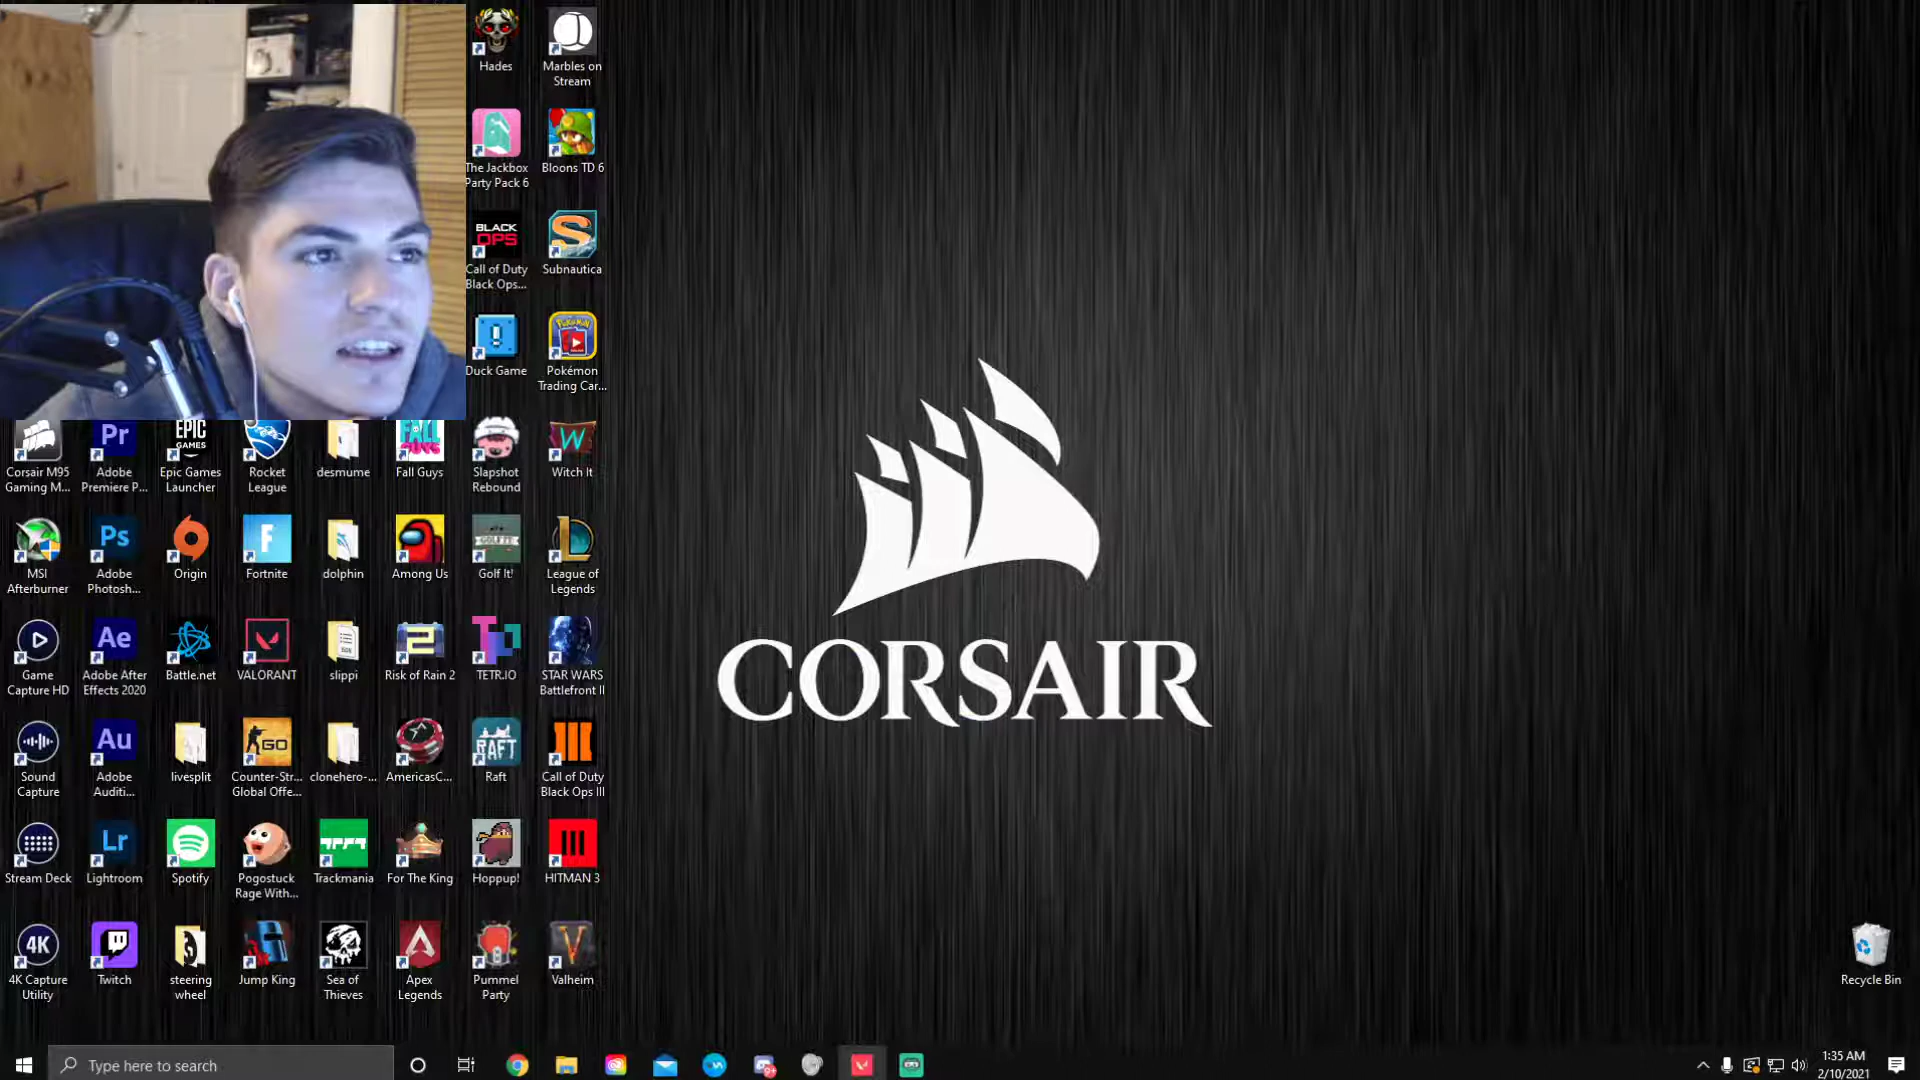 Hades
Marbles on
Stream
The Jackbox
Party Pack 6
Bloons TD 6
BLACK
OPS
Call of Duty
Black Ops...
Subnautica
Duck Game
Pokémon
Trading Car...
Corsair M95
Gaming M...
Pr
Adobe
Premiere P...
EPIC
GAMES
Epic Games
Launcher
Rocket
League
desmume
FALL
GUYS
Fall Guys
Slapshot
Rebound
W
Witch It
MSI
Afterburner
Ps
Adobe
Photosh...
Origin
F
Fortnite
dolphin
Among Us
GOLF IT!
Golf It!
L
League of
Legends
Game
Capture HD
Ae
Adobe After
Effects 2020
Battle.net
VALORANT
slippi
2
Risk of Rain 2
TETR.IO
STAR WARS
Battlefront II
CORSAIR
Sound
Capture
Au
Adobe
Auditi...
livesplit
GO
Counter-Str...
Global Offe...
clonehero-...
AmericasC...
RAFT
Raft
III
Call of Duty
Black Ops III
Stream Deck
Lr
Lightroom
Spotify
Pogostuck
Rage With...
Trackmania
For The King
Hoppup!
III
HITMAN 3
4K
4K Capture
Utility
Twitch
steering
wheel
Jump King
Sea of
Thieves
Apex
Legends
Pummel
Party
V
Valheim
Recycle Bin
Type here to search
1:35 AM
2/10/2021